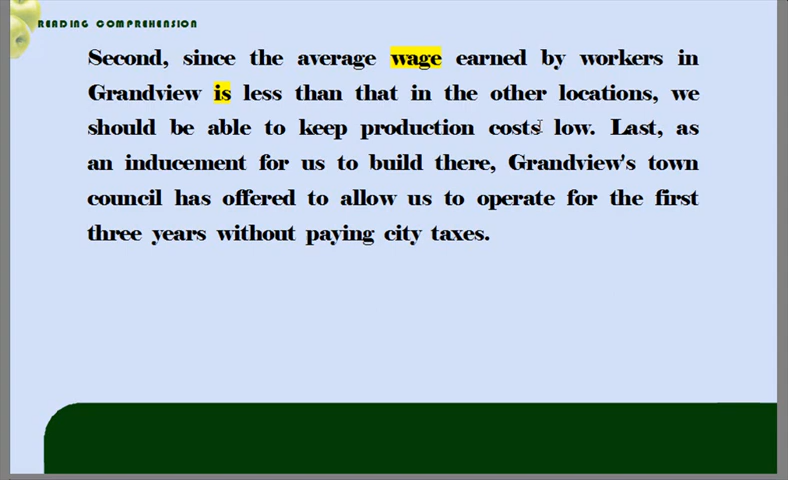 READING COMPREHENSION
Second, since the average wage earned by workers in
Grandview is less than that in the other locations, we
should be able to keep production costs low. Last, as
an inducement for us to build there, Grandview's town
council has offered to allow us to operate for the first
three years without paying city taxes.